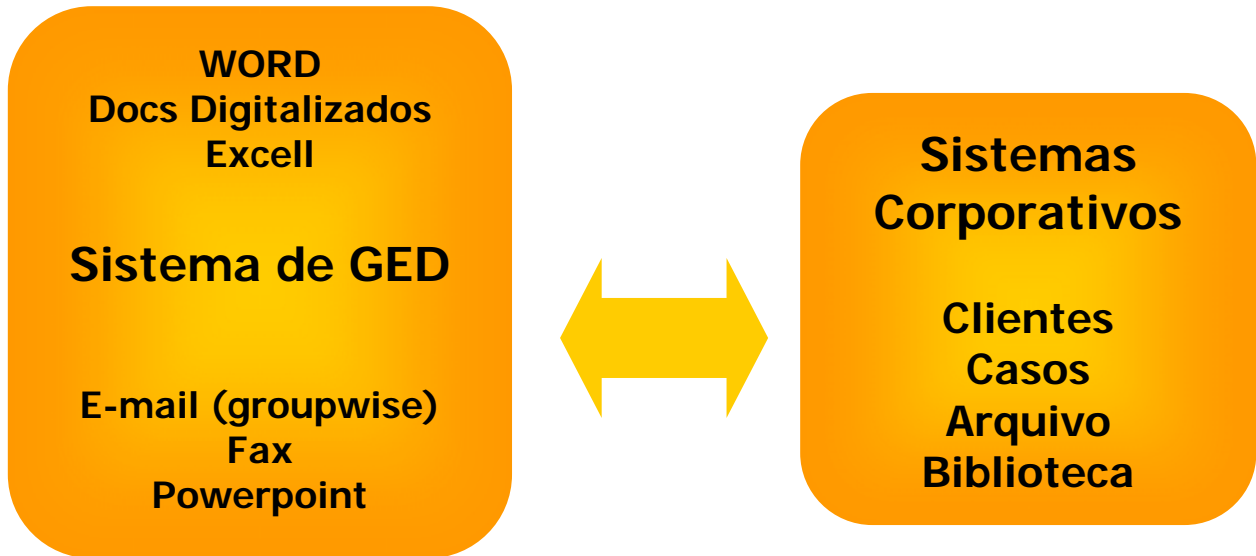 WORD
Docs Digitalizados
Excell
Sistema de GED
E-mail (groupwise)
Fax
Powerpoint
Sistemas
Corporativos
Clientes
Casos
Arquivo
Biblioteca